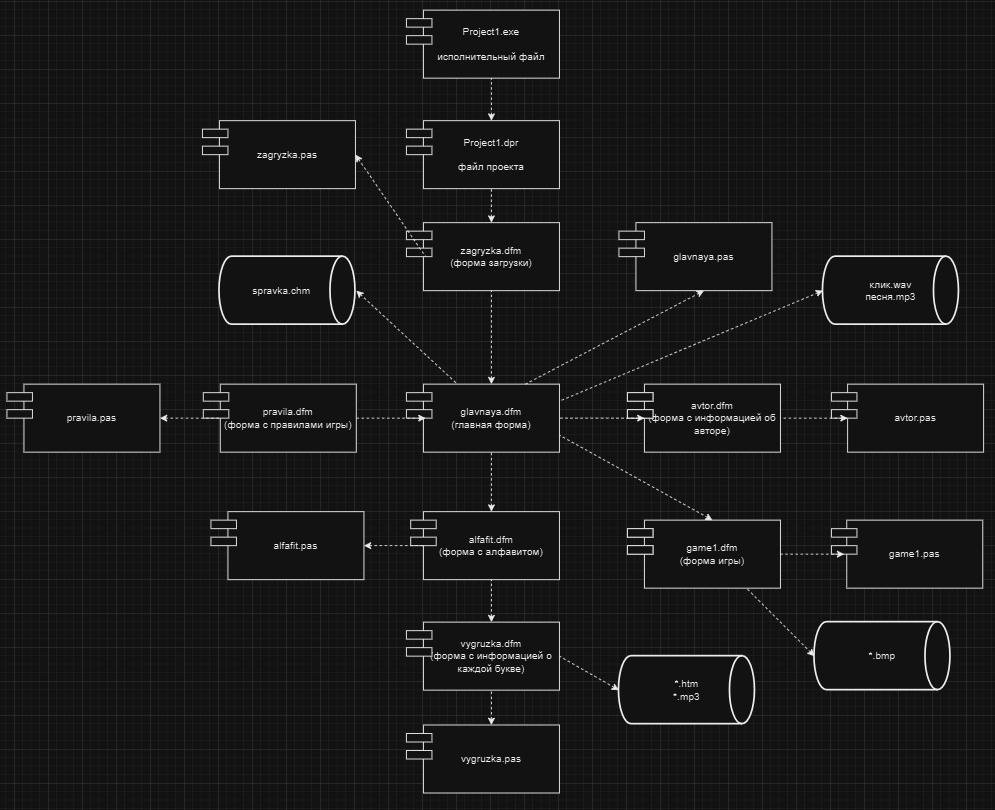 Project1.exe
исполнительный файл
zagryzka.pas
Project1.dpr
файл проекта
zagryzka.dfm
(форма загрузки)
glavnaya.pas
spravka.chm
клик.wav
песня.mp3
pravila.pas
pravila.dfm
(форма с правилами игры)
glavnaya.dfm
(главная форма)
avtor.dfm
(форма с информацией об
авторе)
avtor.pas
alfafit.pas
alfafit.dfm
(форма с алфавитом)
game1.dfm
(форма игры)
game1.pas
vygruzka.dfm
(форма с информацией о
каждой букве)
*.htm
*.mp3
*.bmp
vygruzka.pas